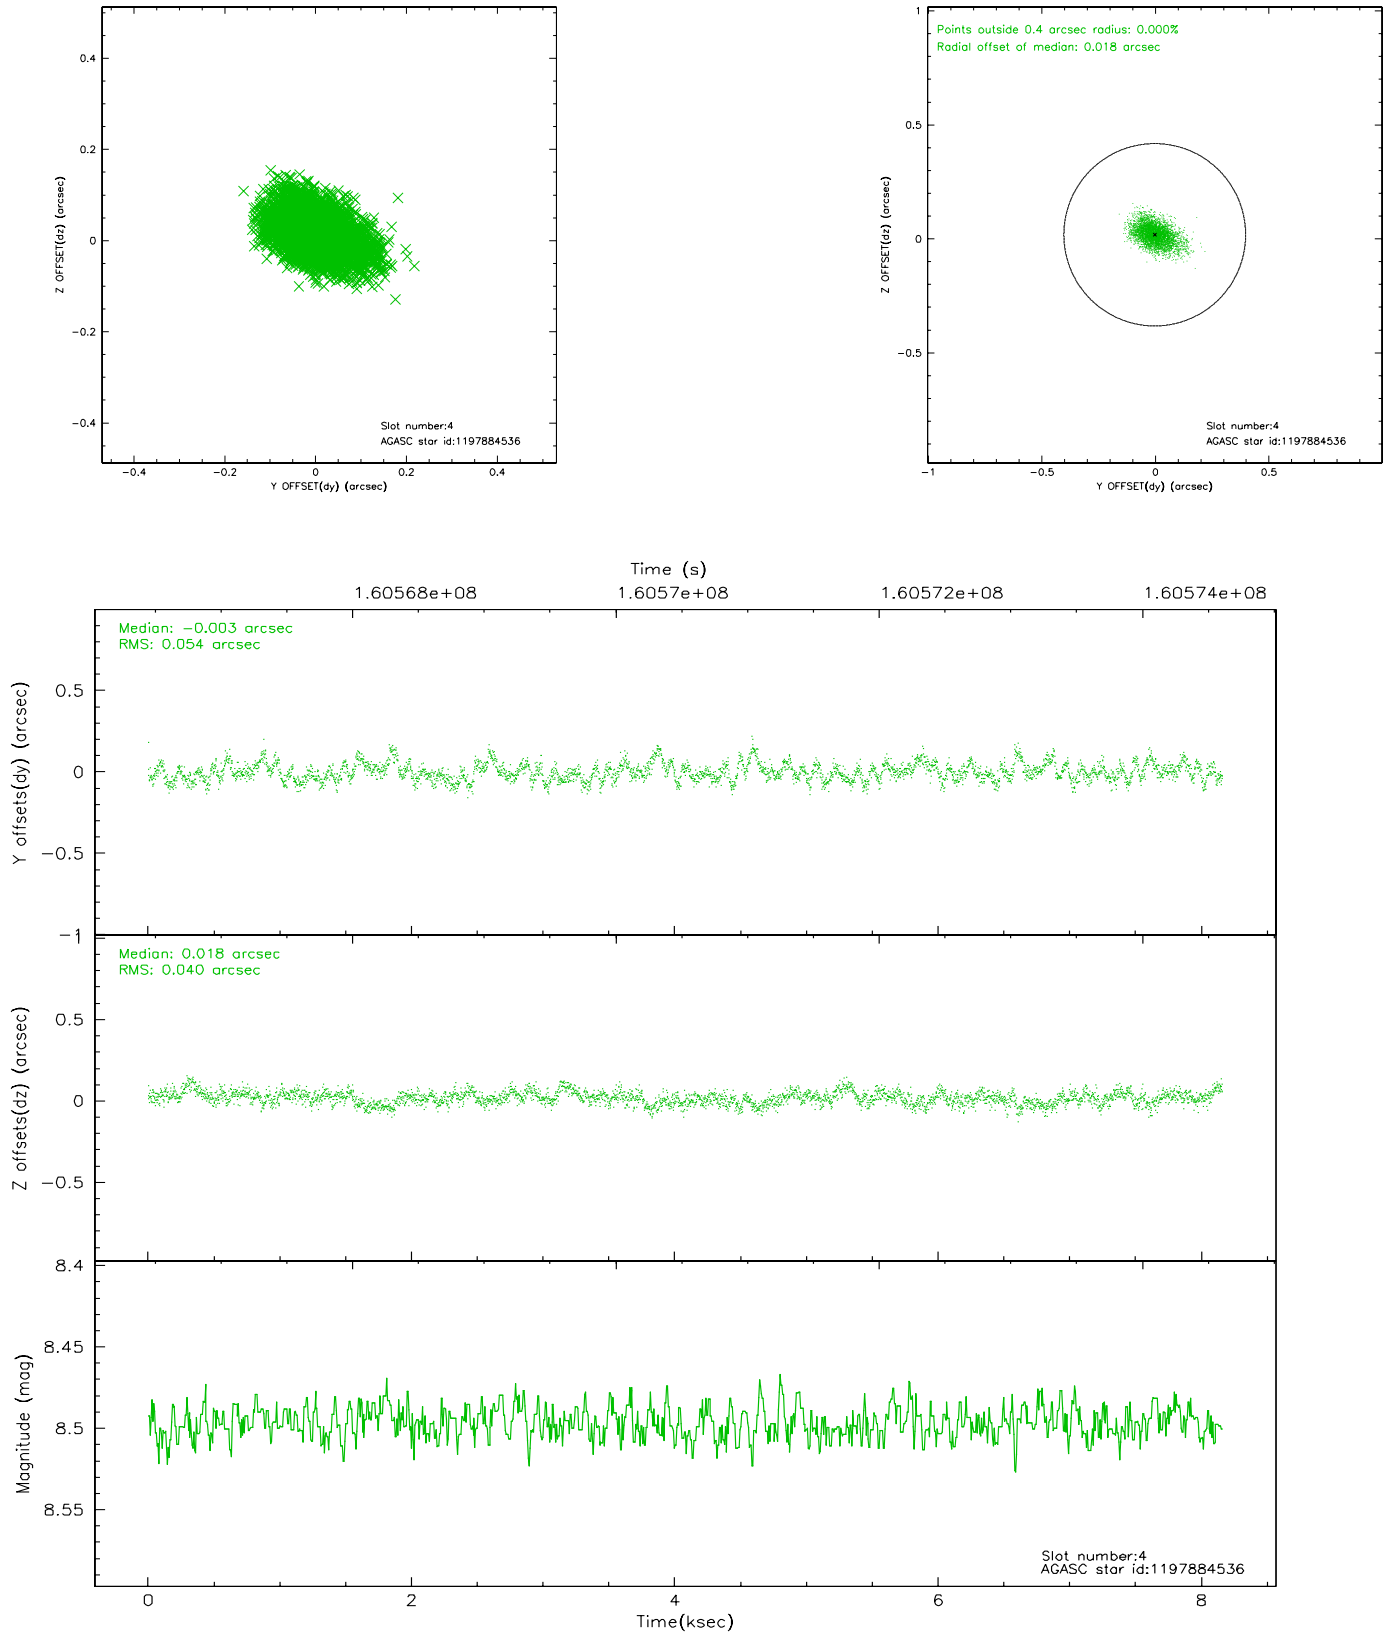 0.4
0.2
0
−0.2
−0.4
Z OFFSET(dz) (arcsec)
Slot number:4
AGASC star id:1197884536
−0.4
−0.2
0
0.2
0.4
Y OFFSET(dy) (arcsec)
Points outside 0.4 arcsec radius: 0.000%
Radial offset of median: 0.018 arcsec
1
0.5
0
−0.5
Z OFFSET(dz) (arcsec)
Slot number:4
AGASC star id:1197884536
−1
−0.5
0
0.5
Y OFFSET(dy) (arcsec)
Time (s)
1.60568e+08
1.6057e+08
1.60572e+08
1.60574e+08
Median: −0.003 arcsec
RMS: 0.054 arcsec
0.5
0
−0.5
−1
Y offsets(dy) (arcsec)
Median: 0.018 arcsec
RMS: 0.040 arcsec
1
0.5
0
−0.5
Z offsets(dz) (arcsec)
8.4
8.45
8.5
8.55
Magnitude (mag)
Slot number:4
AGASC star id:1197884536
0
2
4
6
8
Time(ksec)